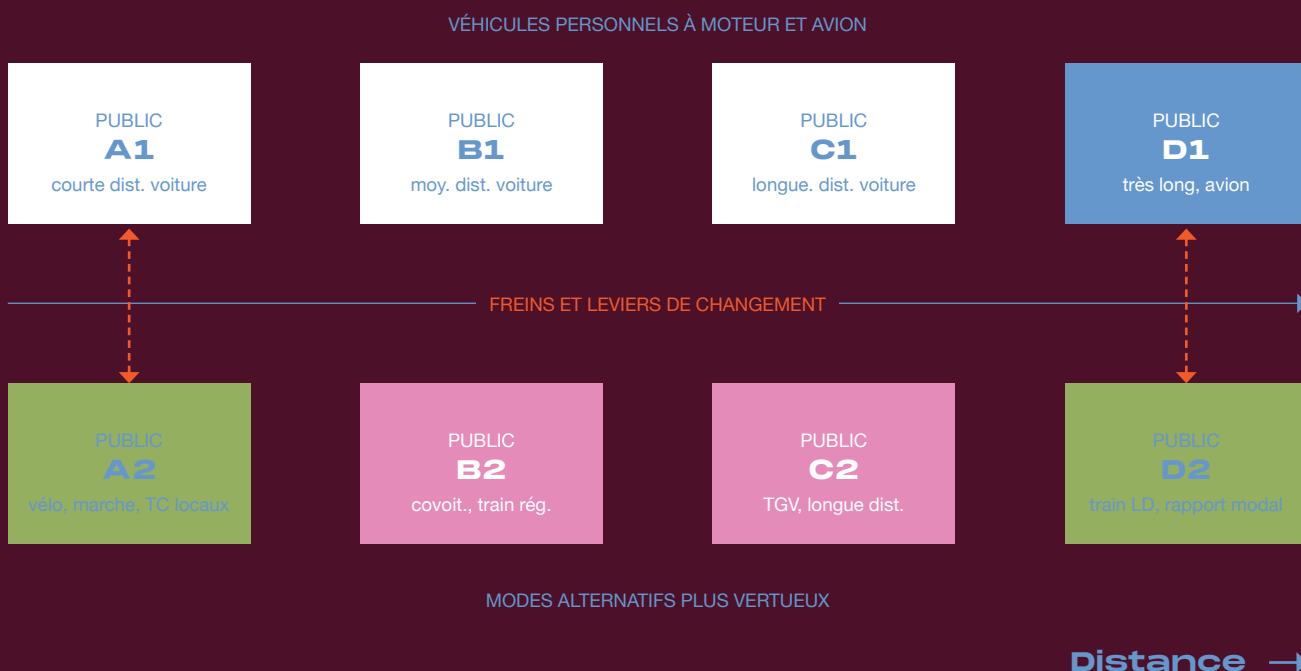 VÉHICULES PERSONNELS À MOTEUR ET AVION
PUBLIC
A1
courte dist. voiture
PUBLIC
B1
moy. dist. voiture
PUBLIC
C1
longue. dist. voiture
PUBLIC
D1
très long, avion
FREINS ET LEVIERS DE CHANGEMENT
PUBLIC
A2
vélo, marche, TC locaux
PUBLIC
B2
covoit., train rég.
PUBLIC
C2
TGV, longue dist.
PUBLIC
D2
train LD, rapport modal
MODES ALTERNATIFS PLUS VERTUEUX
Distance